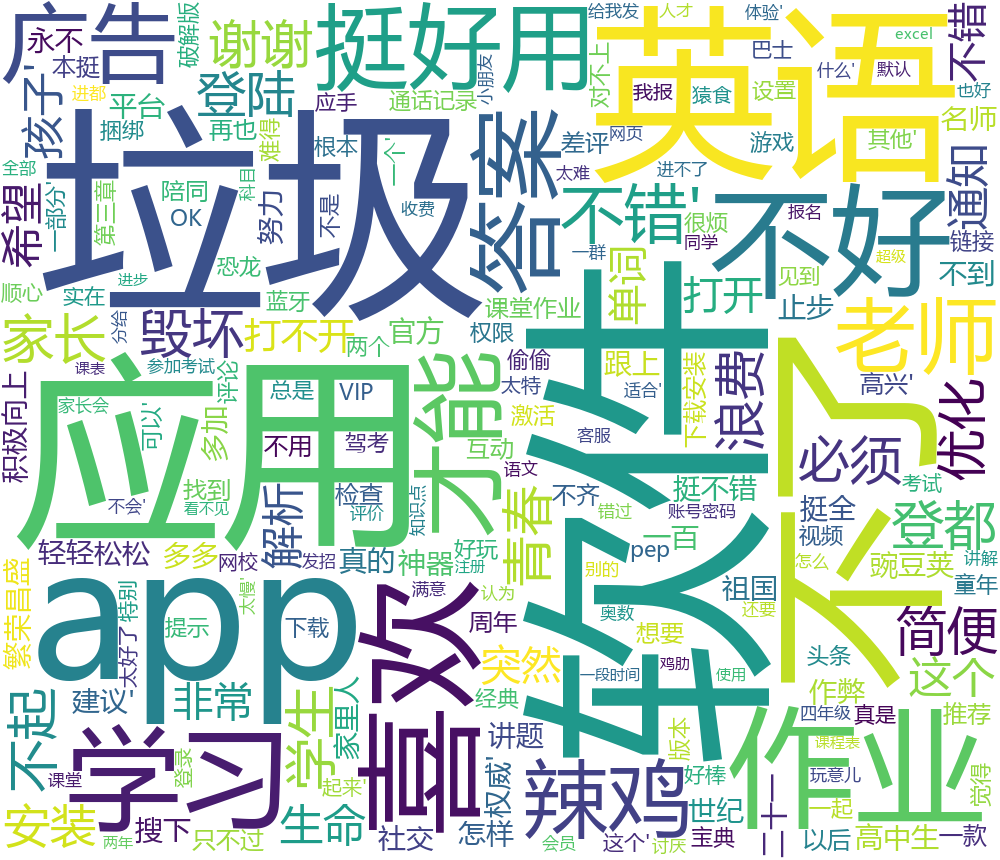 广告
永不
本挺
破解版
进部
谢谢
挺好用
给我发
人才
体验'
excel
不错
英语
巴士
什么'
默认
也好
对不上
我报
猿食
设置
名师
孩子'
平台
登陆
应手
通话记录
小朋友
捆绑
再也
难得
根本
一个'
差评
网页
游戏
其他'
全部
垃圾
答案
太难
进不了
通知
希望
一部分'
第三章
陪同
OK
科目
努力
不是
收费
不错'
很烦
同学
不好
报名
链接
一群
超级
不到
恐龙
进步
顺心
实在
蓝牙
课堂作业
单词
打开
见到
止步
分给
家长
毁坏
打不开
两个
官方
权限
老师
课表
参加考试
评论
偷偷
跟上
下载安装
浪费
高兴'
积极向上
家长会
可以'
多加
应用
总是
VIP
才能
太特
适合'
优化
激活
软件
不了
不用
驾考
互动
客服
必须
不会'
找到
看不见
解析
检查
评价
知识点
语文
青春
不齐
错过
挺不错
账号密码
考试
挺全
登都
轻轻松松
多多
网校
发招
真的
神器
好玩
注册
一百
pep
视频
怎么
讲解
繁荣昌盛
app
太好了
特别
提示
太慢'
下载
喜欢
满意
认为
别的
奥数
祖国
还要
豌豆荚
童年
周年
想要
简便
不起
建议'
非常
学生
家里人
经典
突然
一段时间
鸡肋
使用
头条
这个
作弊
学习
讲题
版本
作业
四年级
真是
推荐
课堂
登录
起来'
权威'
辣鸡
好棒
课程表
玩意儿
觉得
安装
两年
搜下
只不过
生命
社交
怎样
会员
这个'
讨厌
世纪
宝典
二十一
一起
以后
高中生
一款